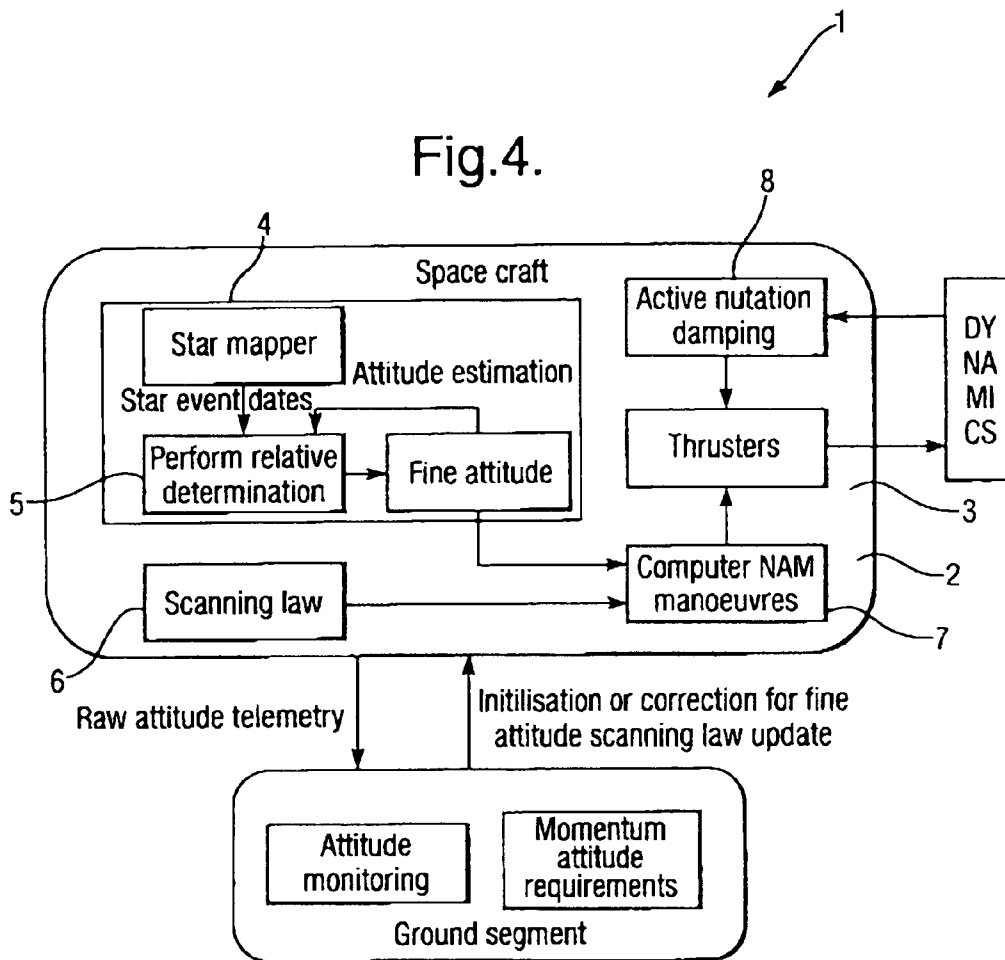 1
Fig.4.
4
8
Space craft
Star mapper
Attitude estimation
Star event dates
Perform relative
determination
Fine attitude
5
Active nutation
damping
DY
NA
MI
CS
Thrusters
3
2
Scanning law
6
Computer NAM
manoeuvres
7
Raw attitude telemetry
Initilisation or correction for fine
attitude scanning law update
Attitude
monitoring
Momentum
attitude
requirements
Ground segment